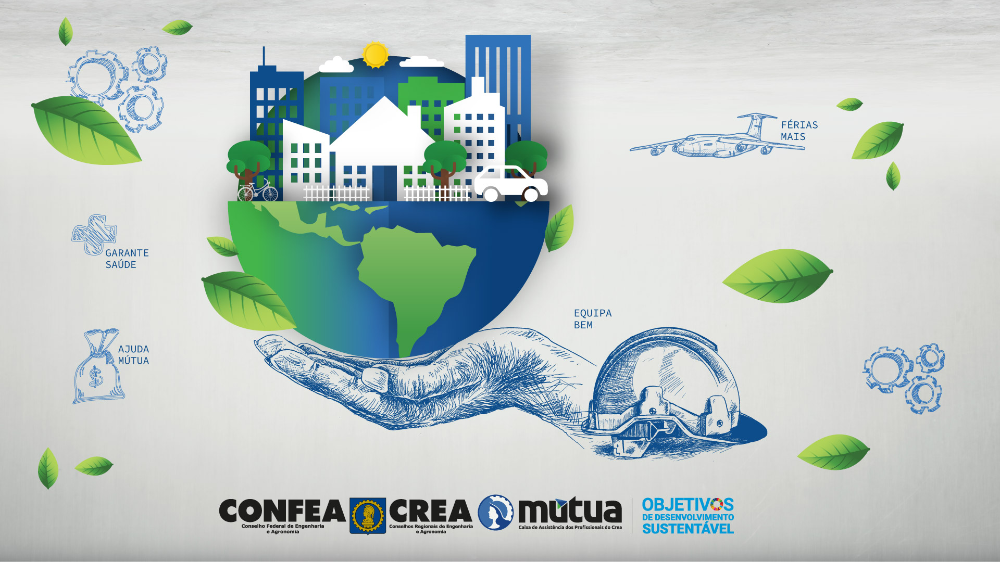 FÉRIAS
MAIS
GARANTE
SAÚDE
EQUIPA
BEM
AJUDA
MÚTUA
$
CONFEA
Conselho Federal de Engenharia
e Agronomia
CREA
Conselhos Regionais de Engenharia
e Agronomia
mútua
Caixa de Assistência dos Profissionais do Crea
OBJETIVOS
DE DESENVOLVIMENTO
SUSTENTÁVEL